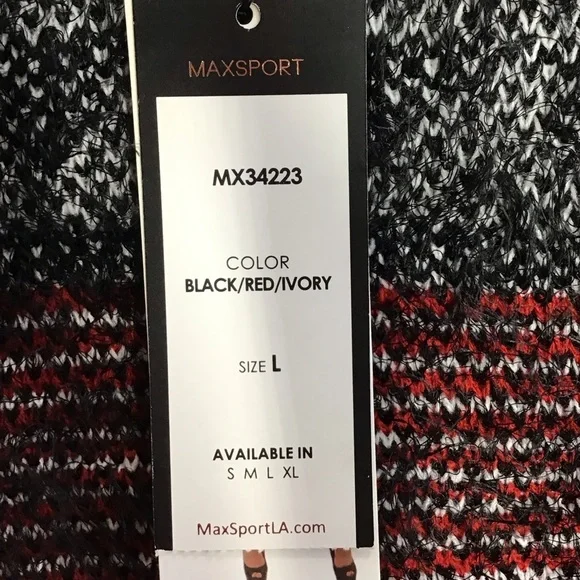 MAXSPORT
MX34223
COLOR
BLACK/RED/IVORY
SIZE L
AVAILABLE IN
S M L XL
MaxSportLA.com